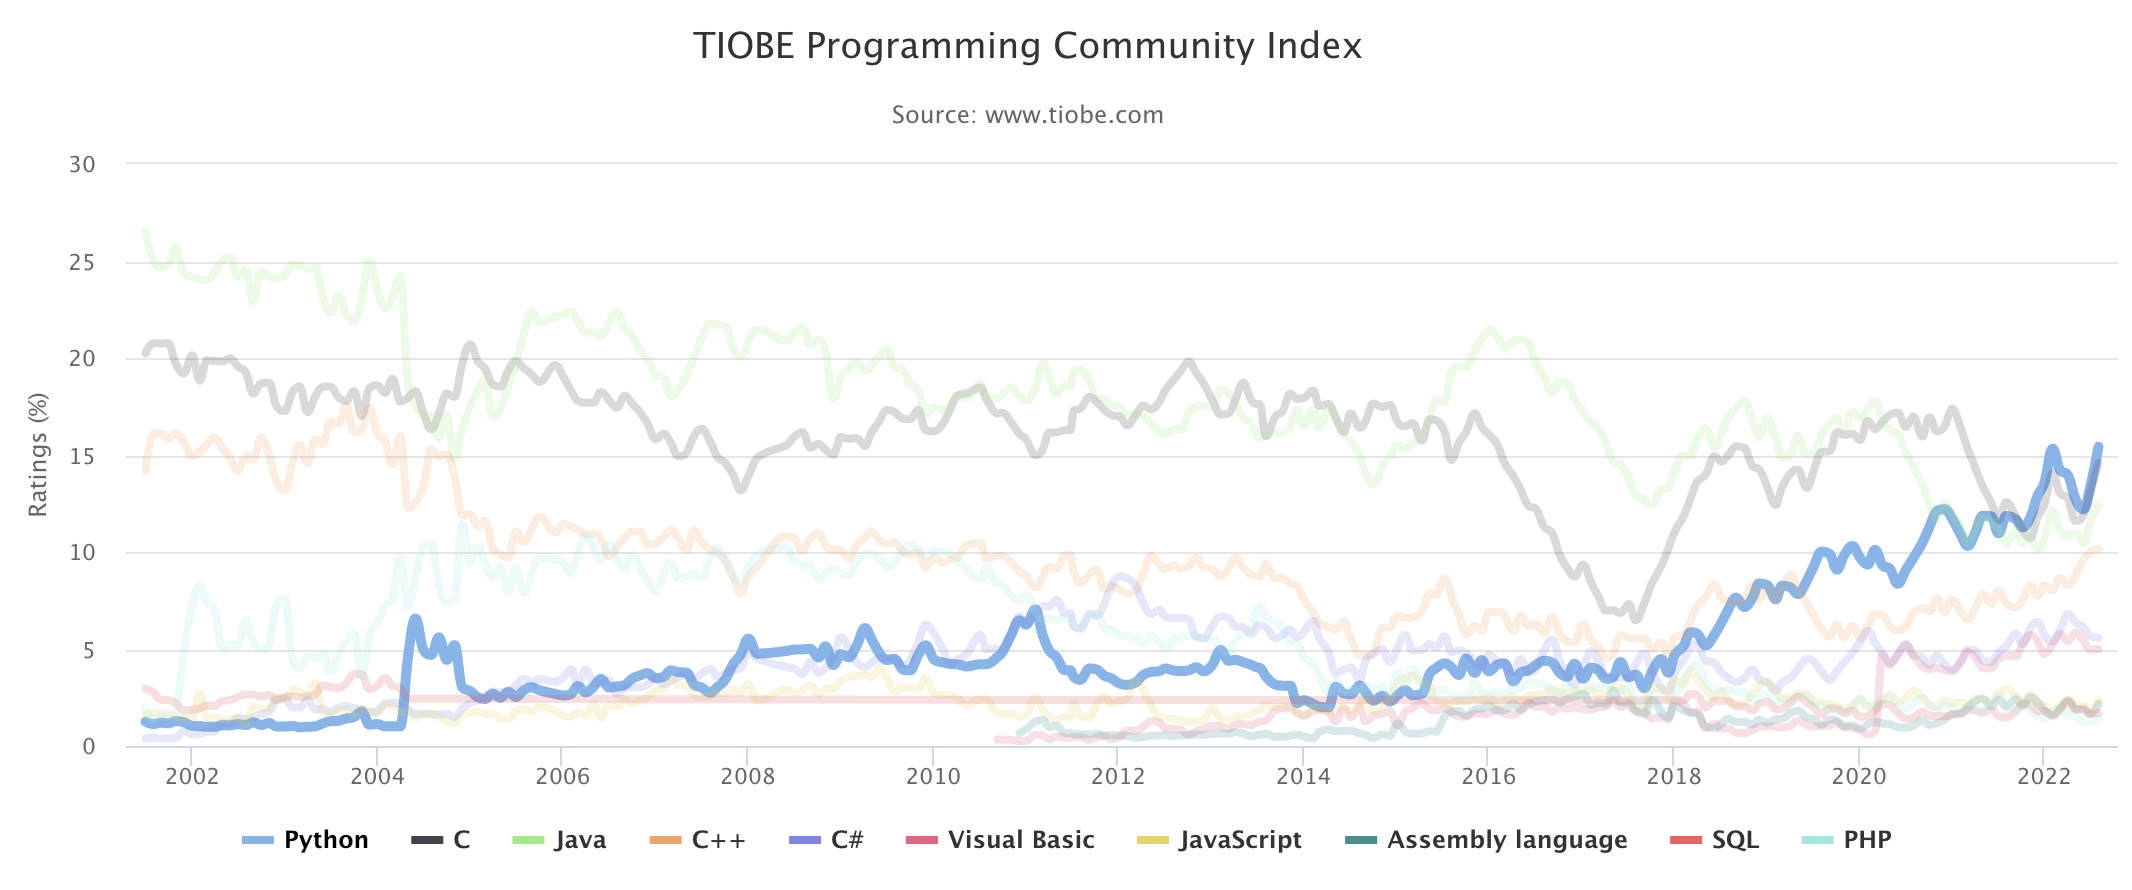 TIOBE Programming Community Index
Source: www.tiobe.com
Ratings (%)
30
25
20
15
10
5
0
2002 2004 2006 2008 2010 2012 2014 2016 2018 2020 2022
Python C Java C++ C# Visual Basic JavaScript Assembly language SQL PHP